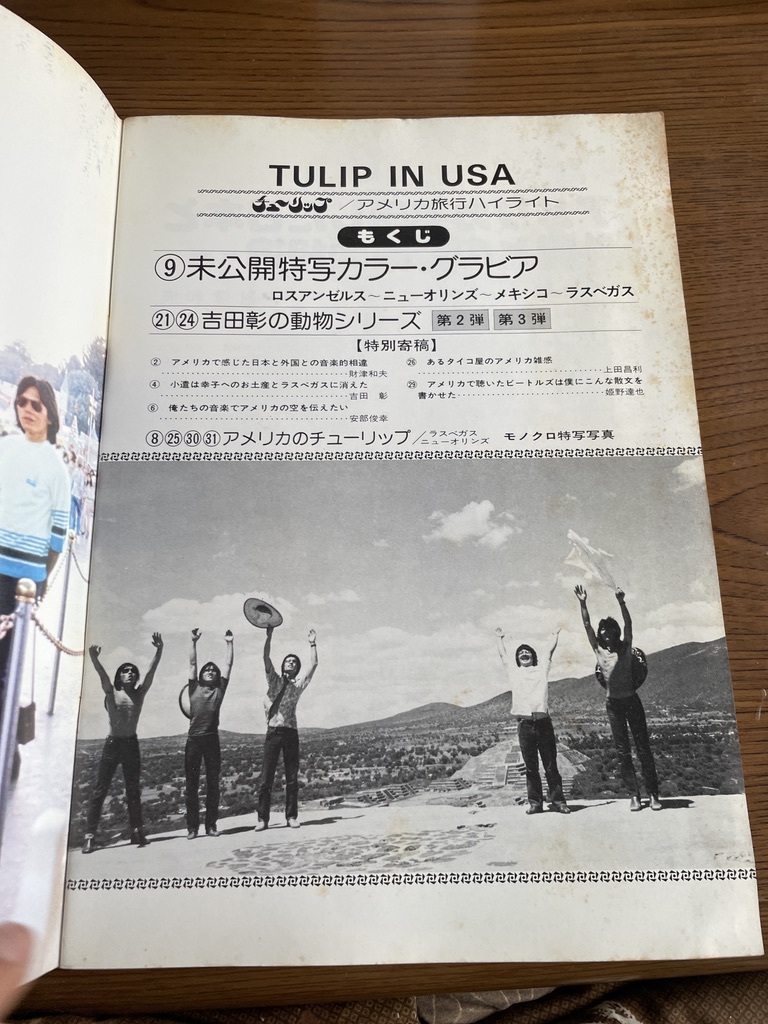 TULIP IN USA
チューリップ/アメリカ旅行ハイライト
もくじ
⑨未公開特写カラー・グラビア
ロスアンゼルス～ニューオリンズ～メキシコ～ラスベガス
㉑㉔吉田彰の動物シリーズ 第2弾 第3弾
【特別寄稿】
② アメリカで感じた日本と外国との音楽的相違
財津和夫
④ 小遣は幸子へのお土産とラスベガスに消えた
吉田 彰
⑥ 俺たちの音楽でアメリカの空を伝えたい
安部俊幸
㉖ あるタイコ屋のアメリカ雑感
上田昌利
㉙ アメリカで聴いたビートルズは僕にこんな散文を
書かせた 姫野達也
⑧㉕㉚㉛アメリカのチューリップ/ラスベガス ニューオリンズ モノクロ特写写真